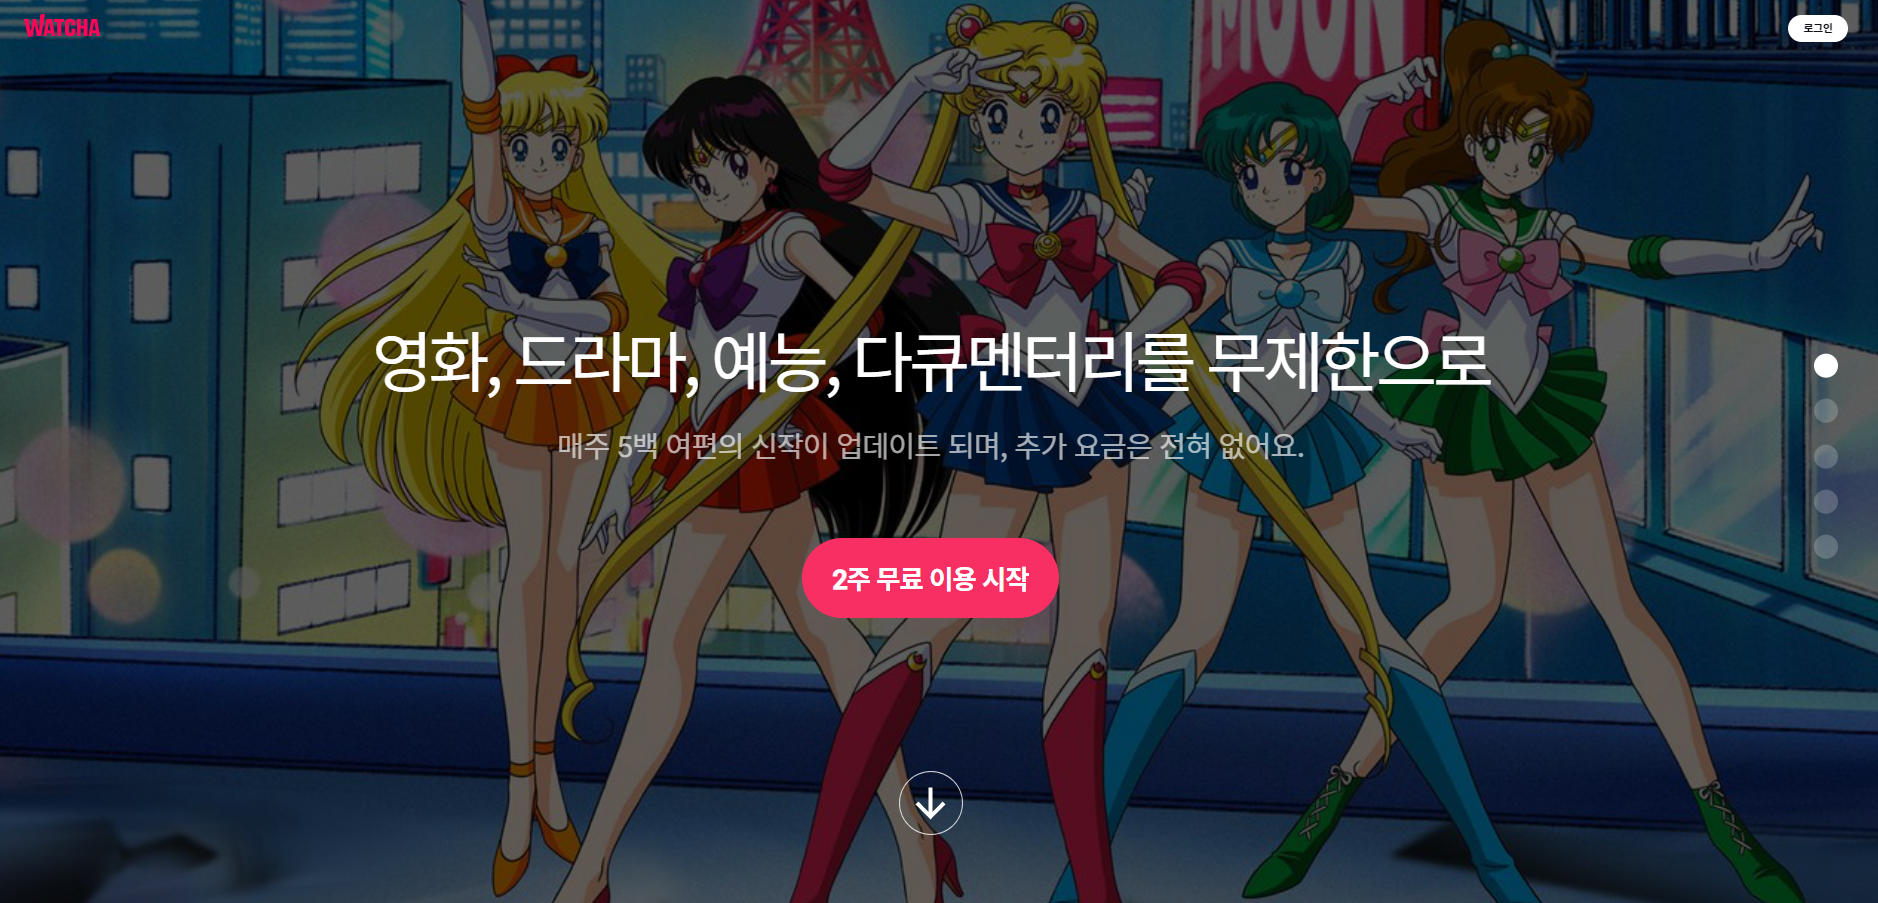 WATCHA
로그인
MOON
영화, 드라마, 예능, 다큐멘터리를 무제한으로
매주 5백 여편의 신작이 업데이트 되며, 추가 요금은 전혀 없어요.
2주 무료 이용 시작